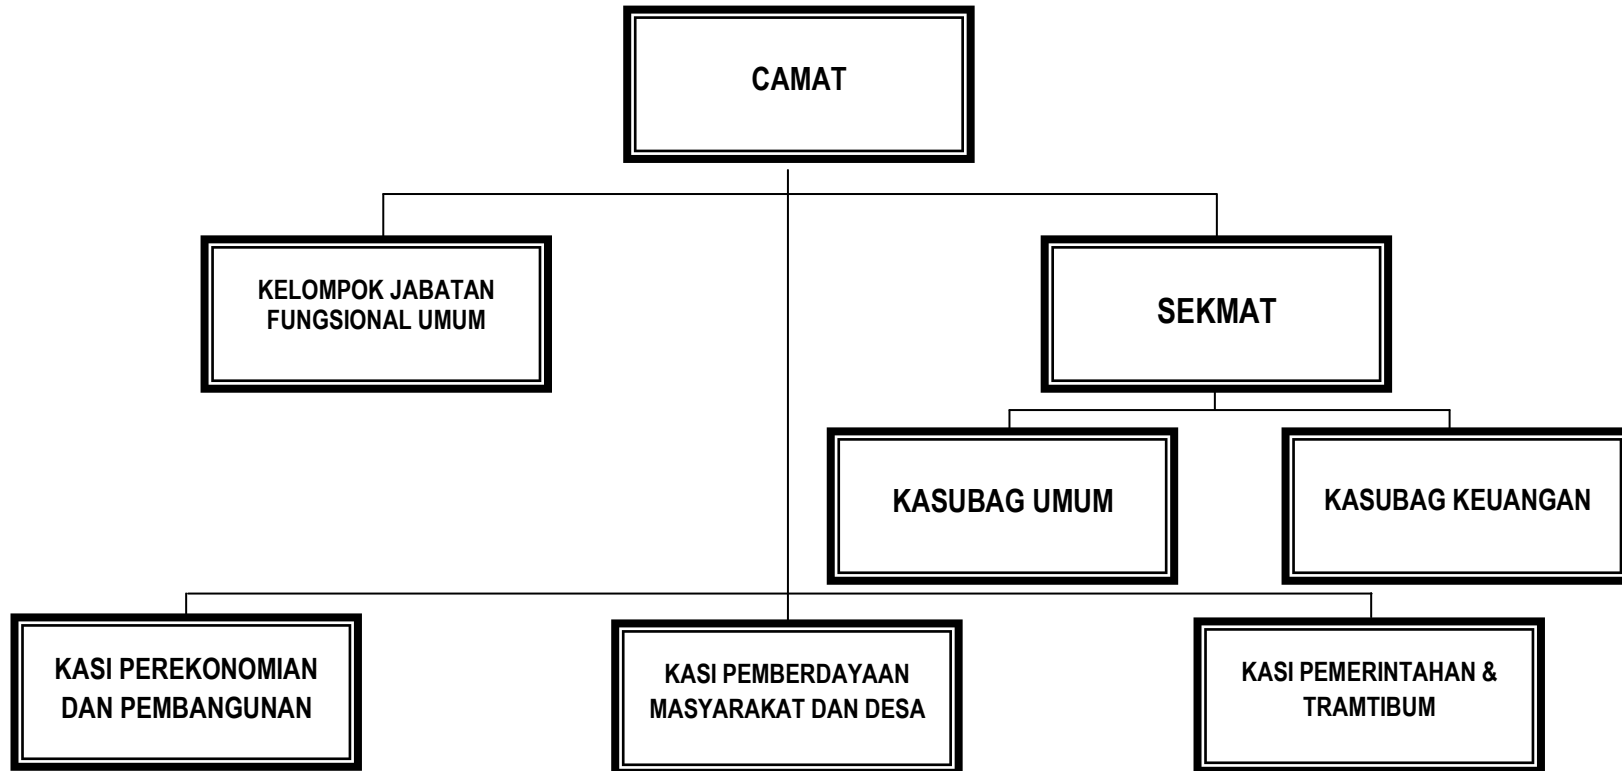 CAMAT
KELOMPOK JABATAN
FUNGSIONAL UMUM
SEKMAT
KASUBAG UMUM
KASUBAG KEUANGAN
KASI PEREKONOMIAN
DAN PEMBANGUNAN
KASI PEMBERDAYAAN
MASYARAKAT DAN DESA
KASI PEMERINTAHAN &
TRAMTIBUM